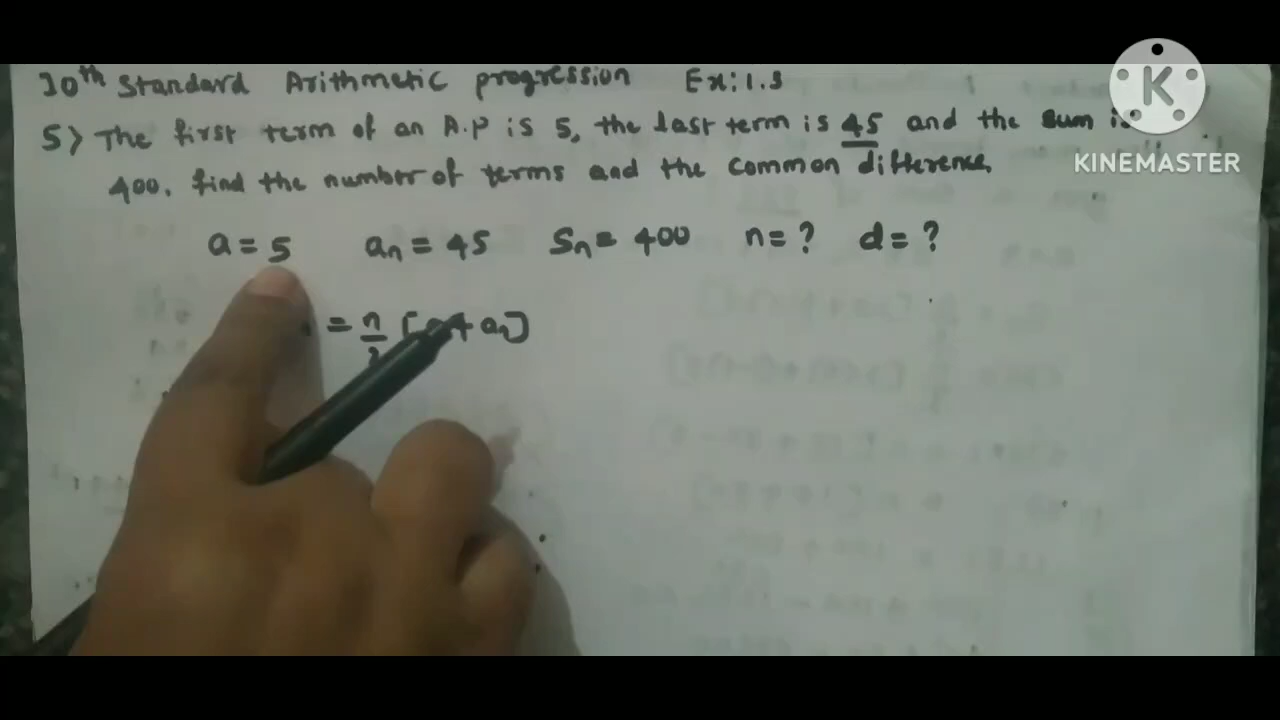 10th Standard Arithmetic progression Ex: 1.3
5) The first term of an A.P is 5, the last term is 45 and the sum is
400. find the number of terms and the common difference.
a = 5 an = 45 Sn = 400 n = ? d = ?
= n/2 [a + an]
K
KINEMASTER